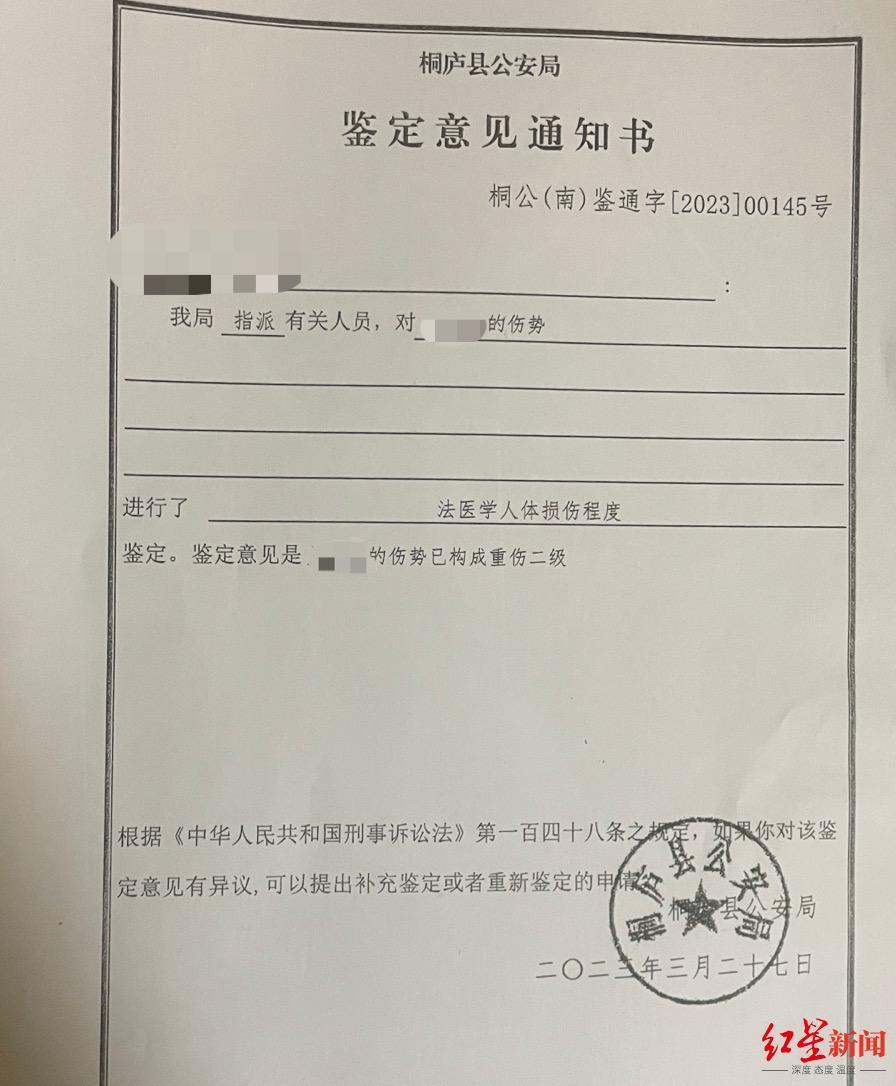 桐庐县公安局
鉴定意见通知书
桐公(南)鉴通字[2023]00145号
：
我局 指派 有关人员，对 的伤势
进行了 法医学人体损伤程度
鉴定。鉴定意见是 的伤势已构成重伤二级
根据《中华人民共和国刑事诉讼法》第一百四十八条之规定，如果你对该鉴
定意见有异议,可以提出补充鉴定或者重新鉴定的申请。
桐庐县公安局
桐庐县公安局
二〇二三年三月二十七日
红星新闻
深度 态度 温度